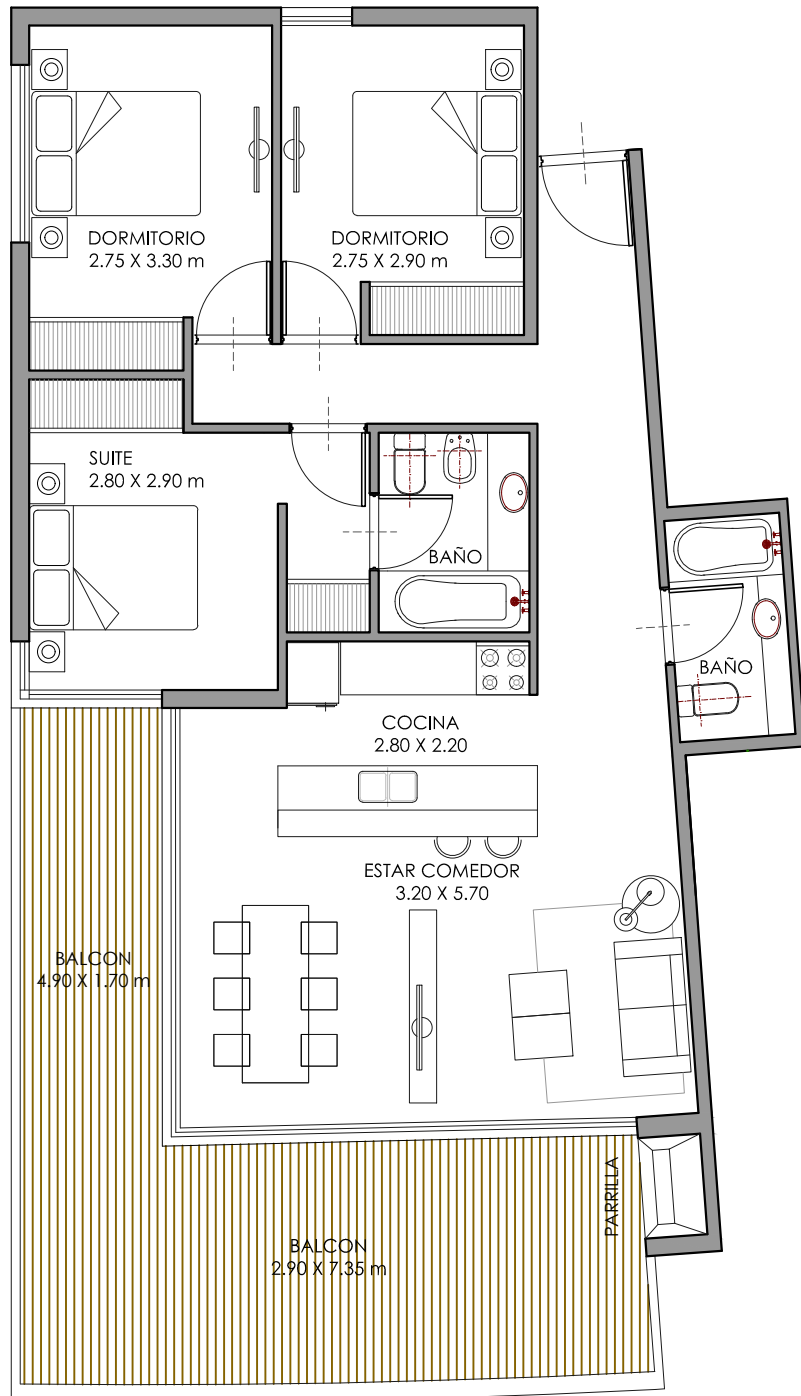 DORMITORIO
2.75 X 3.30 m
DORMITORIO
2.75 X 2.90 m
SUITE
2.80 X 2.90 m
BAÑO
BAÑO
COCINA
2.80 X 2.20
ESTAR COMEDOR
3.20 X 5.70
BALCON
4.90 X 1.70 m
PARRILLA
BALCON
2.90 X 7.35 m